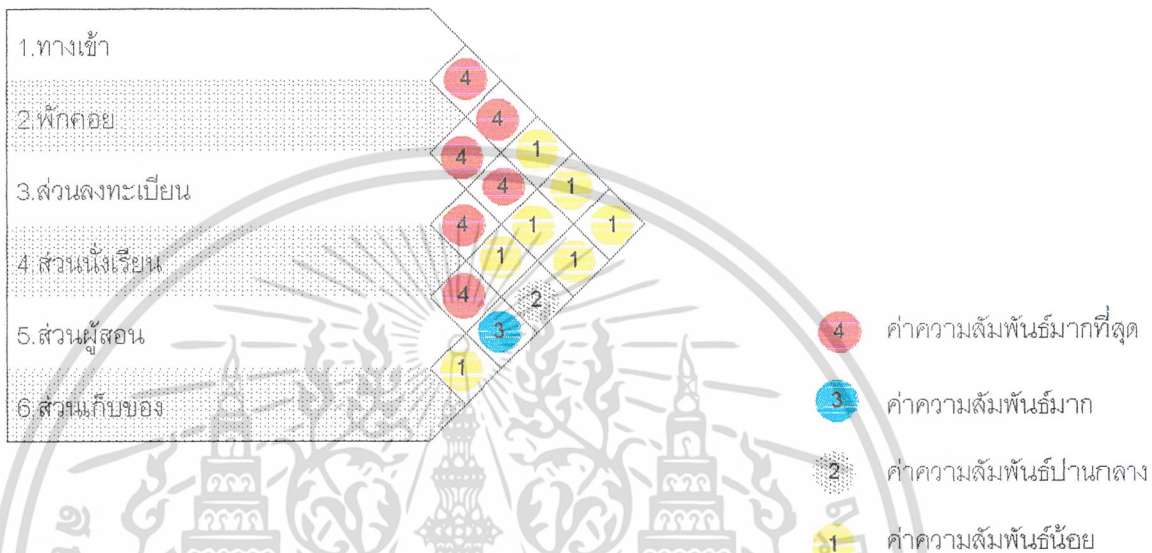 1.ทางเข้า
4
2.พักคอย
4
1
4
3.ส่วนลงทะเบียน
4
1
4
1
1
4.ส่วนนั่งเรียน
1
1
4
2
5.ส่วนผู้สอน
3
4 ค่าความสัมพันธ์มากที่สุด
1
6.ส่วนเก็บของ
3 ค่าความสัมพันธ์มาก
2 ค่าความสัมพันธ์ปานกลาง
1 ค่าความสัมพันธ์น้อย